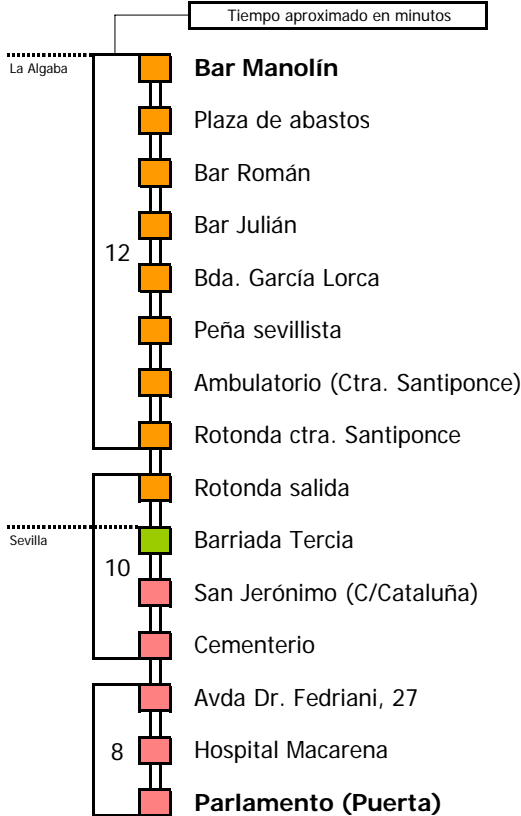 Tiempo aproximado en minutos
La Algaba
Bar Manolín
Plaza de abastos
Bar Román
Bar Julián
12
Bda. García Lorca
Peña sevillista
Ambulatorio (Ctra. Santiponce)
Rotonda ctra. Santiponce
Rotonda salida
Sevilla
Barriada Tercia
10
San Jerónimo (C/Cataluña)
Cementerio
Avda Dr. Fedriani, 27
8
Hospital Macarena
Parlamento (Puerta)